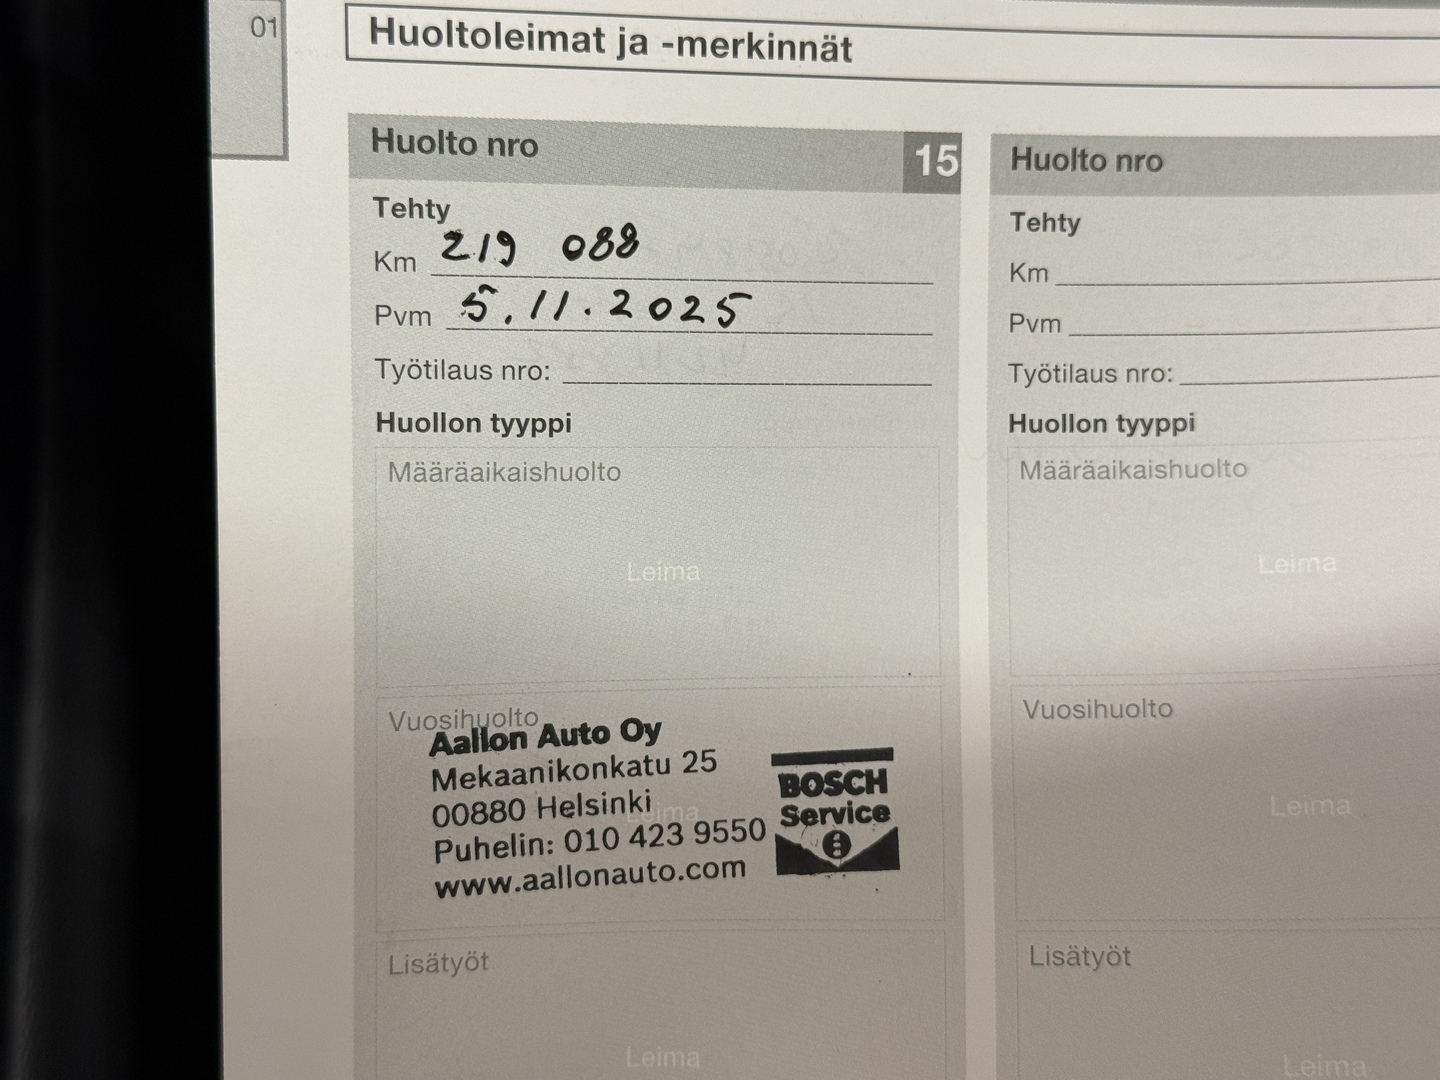 01
Huoltoleimat ja -merkinnät
Huolto nro 15
Tehty
Km 219 088
Pvm 5.11.2025
Työtilaus nro:
Huollon tyyppi
Määräaikaishuolto
Leima
Vuosihuolto
Leima
Aallon Auto Oy
Mekaanikonkatu 25
00880 Helsinki
Puhelin: 010 423 9550
www.aallonauto.com
BOSCH
Service
Lisätyöt
Leima
Huolto nro
Tehty
Km
Pvm
Työtilaus nro:
Huollon tyyppi
Määräaikaishuolto
Leima
Vuosihuolto
Leima
Lisätyöt
Leima